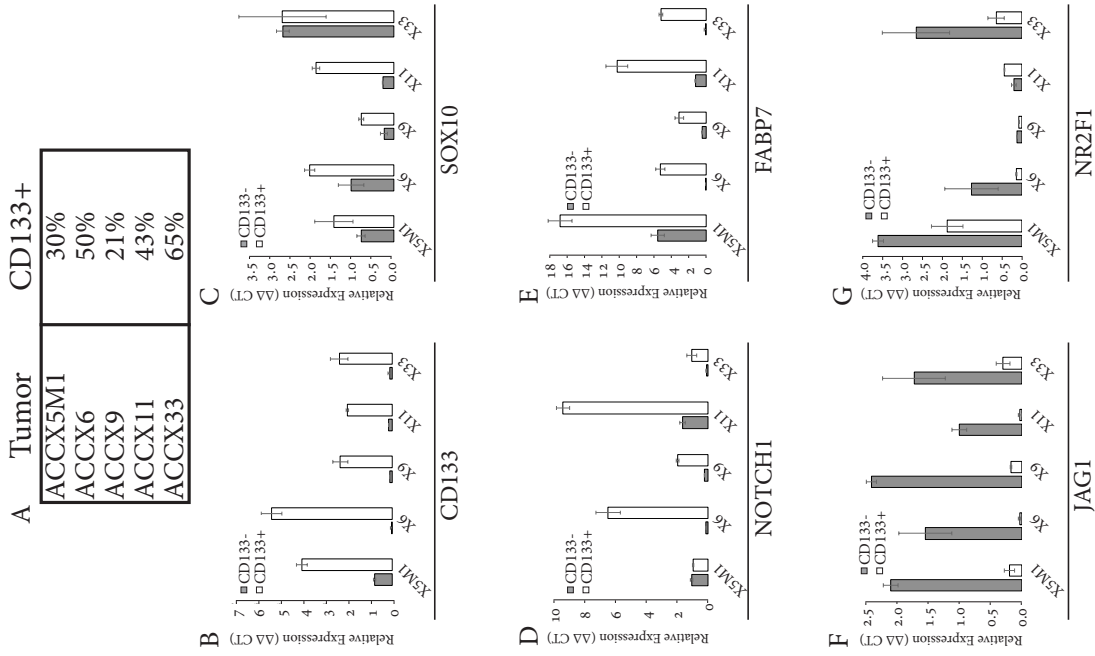 A
Tumor CD133+
ACCX5M1 30%
ACCX6 50%
ACCX9 21%
ACCX11 43%
ACCX33 65%
B
Relative Expression (ΔΔ CT)
7
6
5
4
3
2
1
0
CD133-
CD133+
X5M1 X6 X9 X11 X33
CD133
C
Relative Expression (ΔΔ CT)
3.5
3.0
2.5
2.0
1.5
1.0
0.5
0.0
CD133-
CD133+
X5M1 X6 X9 X11 X33
SOX10
D
Relative Expression (ΔΔ CT)
10
8
6
4
2
0
CD133-
CD133+
X5M1 X6 X9 X11 X33
NOTCH1
E
Relative Expression (ΔΔ CT)
18
16
14
12
10
8
6
4
2
0
CD133-
CD133+
X5M1 X6 X9 X11 X33
FABP7
F
Relative Expression (ΔΔ CT)
2.5
2.0
1.5
1.0
0.5
0.0
CD133-
CD133+
X5M1 X6 X9 X11 X33
JAG1
G
Relative Expression (ΔΔ CT)
4.0
3.5
3.0
2.5
2.0
1.5
1.0
0.5
0.0
CD133-
CD133+
X5M1 X6 X9 X11 X33
NR2F1